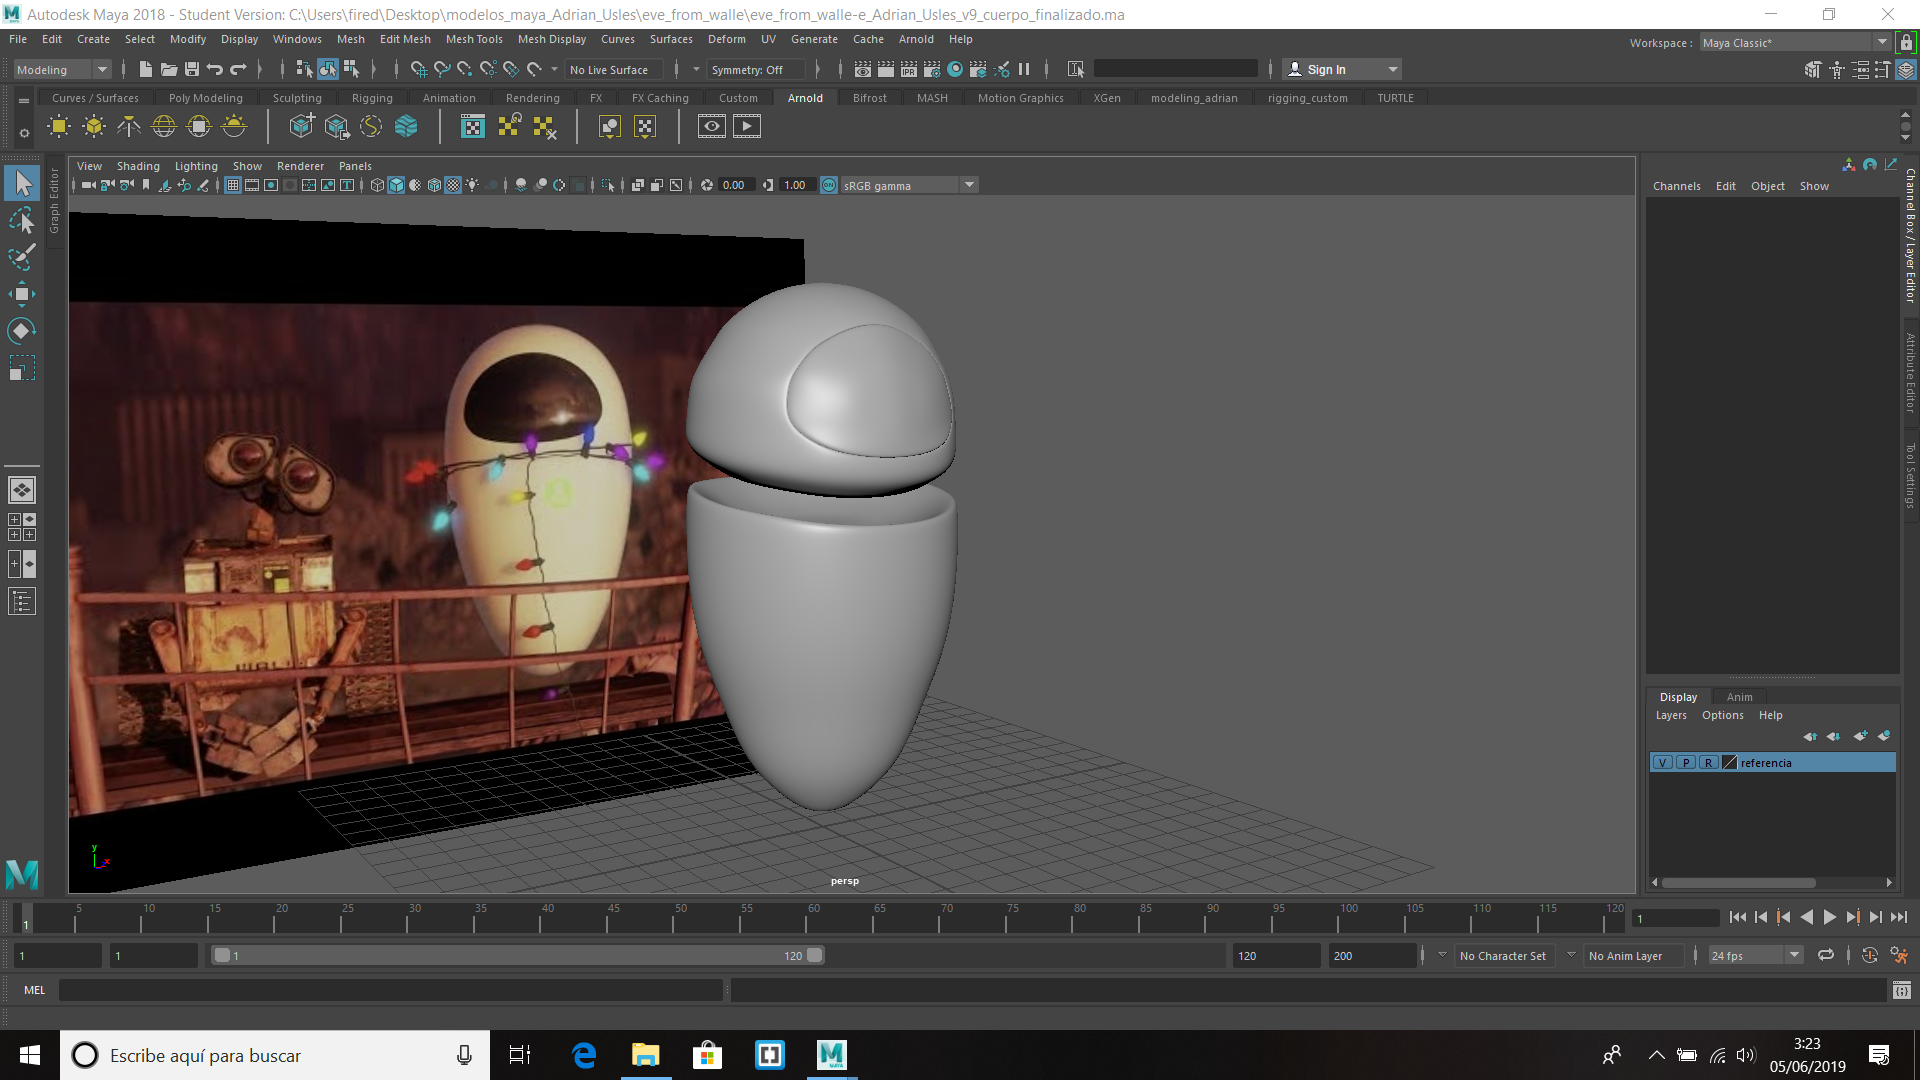 Autodesk Maya 2018 - Student Version: C:\Users\fired\Desktop\modelos_maya_Adrian_Usles\eve_from_walle\eve_from_walle-e_Adrian_Usles_v9_cuerpo_finalizado.ma
File Edit Create Select Modify Display Windows Mesh Edit Mesh Mesh Tools Mesh Display Curves Surfaces Deform UV Generate Cache Arnold Help
Workspace : Maya Classic*
Modeling No Live Surface Symmetry: Off IPR Sign In
Curves / Surfaces Poly Modeling Sculpting Rigging Animation Rendering FX FX Caching Custom Arnold Bifrost MASH Motion Graphics XGen modeling_adrian rigging_custom TURTLE
View Shading Lighting Show Renderer Panels
0.00 1.00 ON sRGB gamma
Graph Editor
Channels Edit Object Show
Channel Box / Layer Editor
Attribute Editor
Tool Settings
Display Anim
Layers Options Help
V P R referencia
y
x
persp
5 10 15 20 25 30 35 40 45 50 55 60 65 70 75 80 85 90 95 100 105 110 115 120
1
1
1 1 1 120 120 200 No Character Set No Anim Layer 24 fps
MEL
Escribe aquí para buscar
MAYA
3:23
05/06/2019